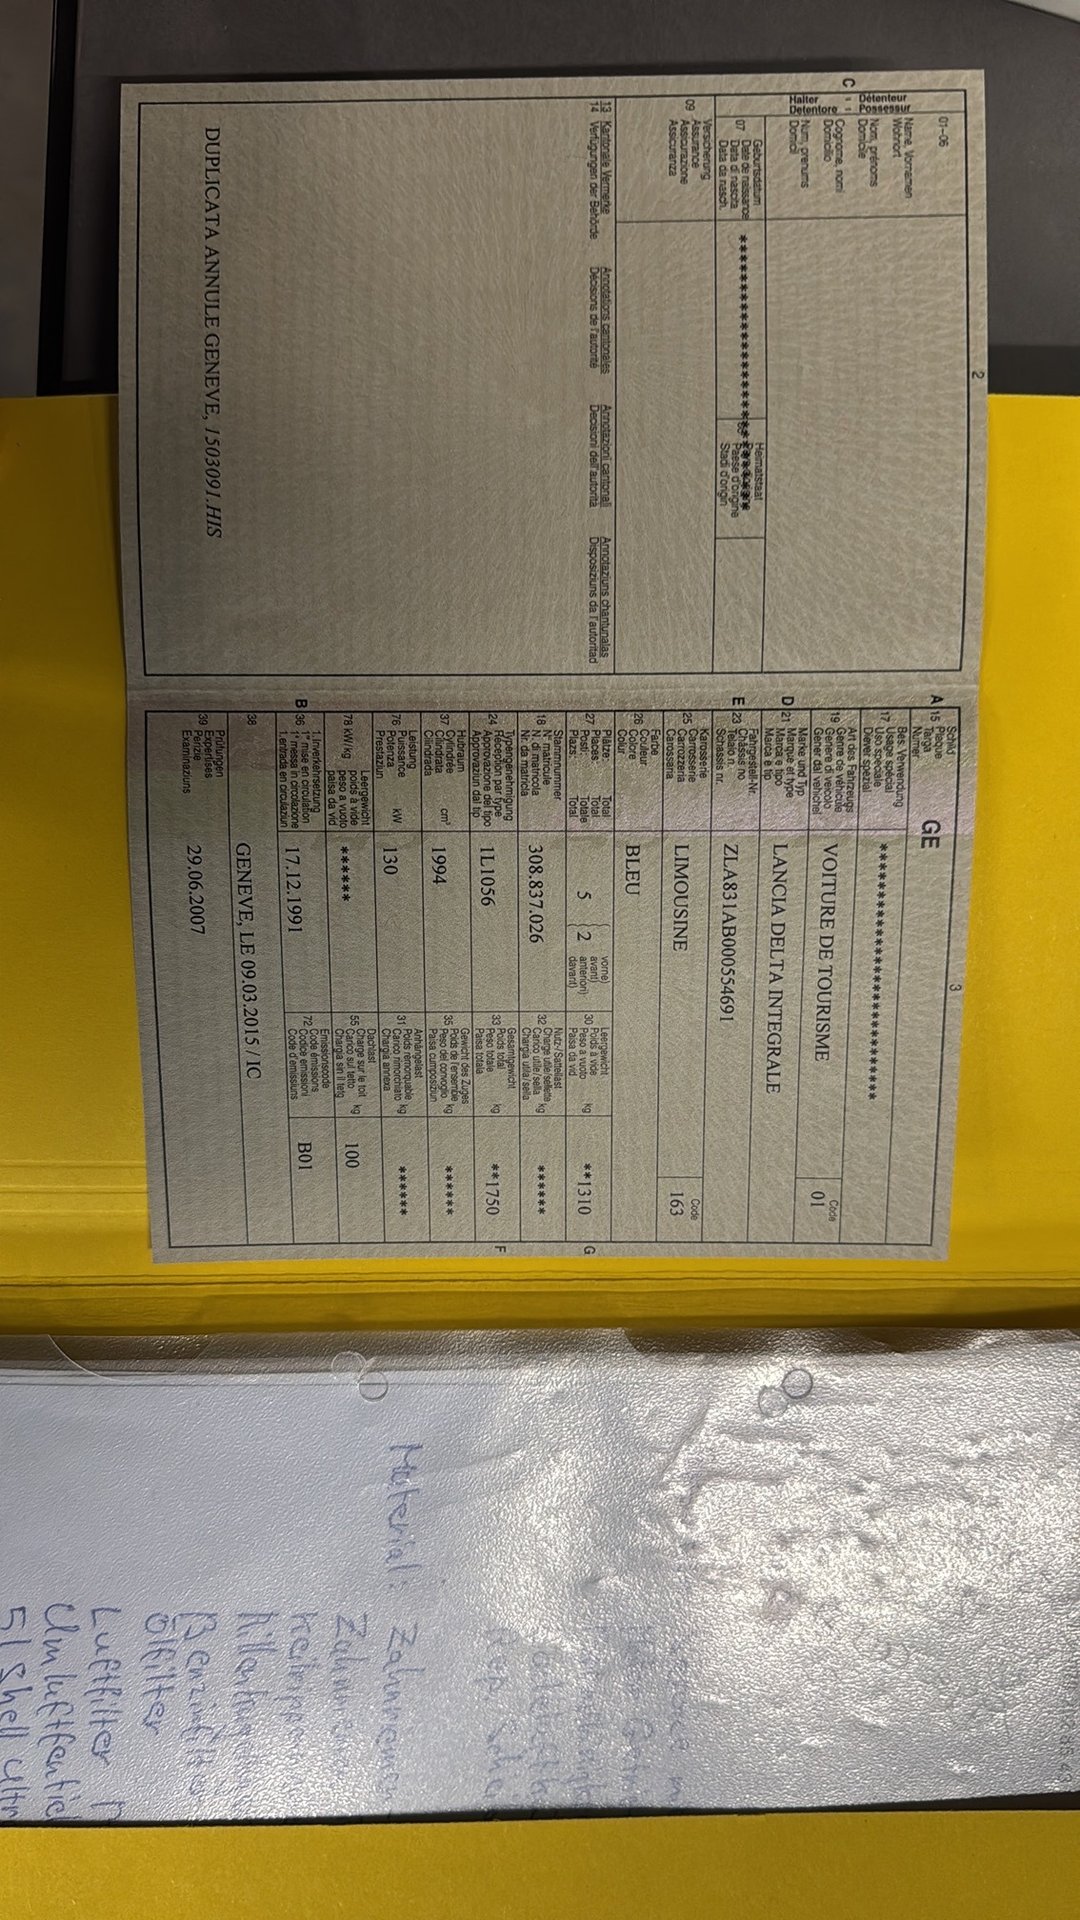 2
C
Détenteur
Possessur
Halter
Detentore
01-06
Name, Vornamen
Wohnort
Nom, prénoms
Domicile
Cognome, nomi
Domicilio
Num, prenums
Domicil
07
Geburtsdatum
Date de naissance
Data di nascita
Data da nasch.
**************************
Heimatstaat
Paese d'origine
Stadi d'origin
09
Versicherung
Assurance
Assicurazione
Assicuranza
13 Kantonale Vermerke Annotations cantonales Annotazioni cantonali Annotaziuns chantunalas
14 Verfügungen der Behörde Décisions de l'autorité Decisioni dell'autorità Disposiziuns da l'autoritad
DUPLICATA ANNULE GENEVE, 1503091.HIS
3
A 15
Schild
Plaque
Targa
Numer
GE
17
Bes. Verwendung
Usage spécial
Uso speciale
Diever spezial
**************************
19
Art des Fahrzeugs
Genre de véhicule
Genere di veicolo
Gener dal vehichel
VOITURE DE TOURISME
Code
01
D 21
Marke und Typ
Marque et type
Marca e tipo
Marca e tip
LANCIA DELTA INTEGRALE
E 23
Fahrgestell-Nr.
Châssis no
Telaio n.
Schassis nr.
ZLA831AB000554691
25
Karosserie
Carrosserie
Carrozzeria
Carossaria
LIMOUSINE
Code
163
26
Farbe
Couleur
Colore
Colur
BLEU
27
Plätze: Total
Places: Total
Posti: Totale
Plazs: Total
5
2
vorne)
avant)
anteriori)
davant)
30
Leergewicht
Poids à vide
Peso a vuoto
Paisa da vid
kg
**1310
G
18
Stammnummer
N° matricule
N. di matricola
Nr. da matricla
308.837.026
32
Nutz-/Sattellast
Charge utile/sellette
Carico utile/sella
Chargia utila/sella
kg
******
24
Typengenehmigung
Réception par type
Approvazione del tipo
Approvaziun dal tip
1L1056
33
Gesamtgewicht
Poids total
Peso totale
Paisa totala
kg
**1750
F
37
Hubraum
Cylindrée
Cilindrata
Cilindrada
cm³
1994
35
Gewicht des Zuges
Poids de l'ensemble
Peso del convoglio
Paisa cumposiziun
kg
******
76
Leistung
Puissance
Potenza
Prestaziun
kW
130
31
Anhängelast
Poids remorquable
Carico rimorchiato
Chargia annexa
kg
******
78 kW/kg
Leergewicht
poids à vide
peso a vuoto
paisa da vid
******
55
Dachlast
Charge sur le toit
Carico sul tetto
Chargia sin il tetg
kg
100
B 36
1. Inverkehrsetzung
1re mise en circulation
1a messa in circolazione
1. entrada en circulaziun
17.12.1991
72
Emissionscode
Code émissions
Codice emissioni
Code d'emissiuns
B01
38
GENEVE, LE 09.03.2015 / IC
39
Prüfungen
Expertises
Perizie
Examinaziuns
29.06.2007
Material: Zahnriemen
Benzinfilter
Ölfilter
Luftfilter
5l Shell